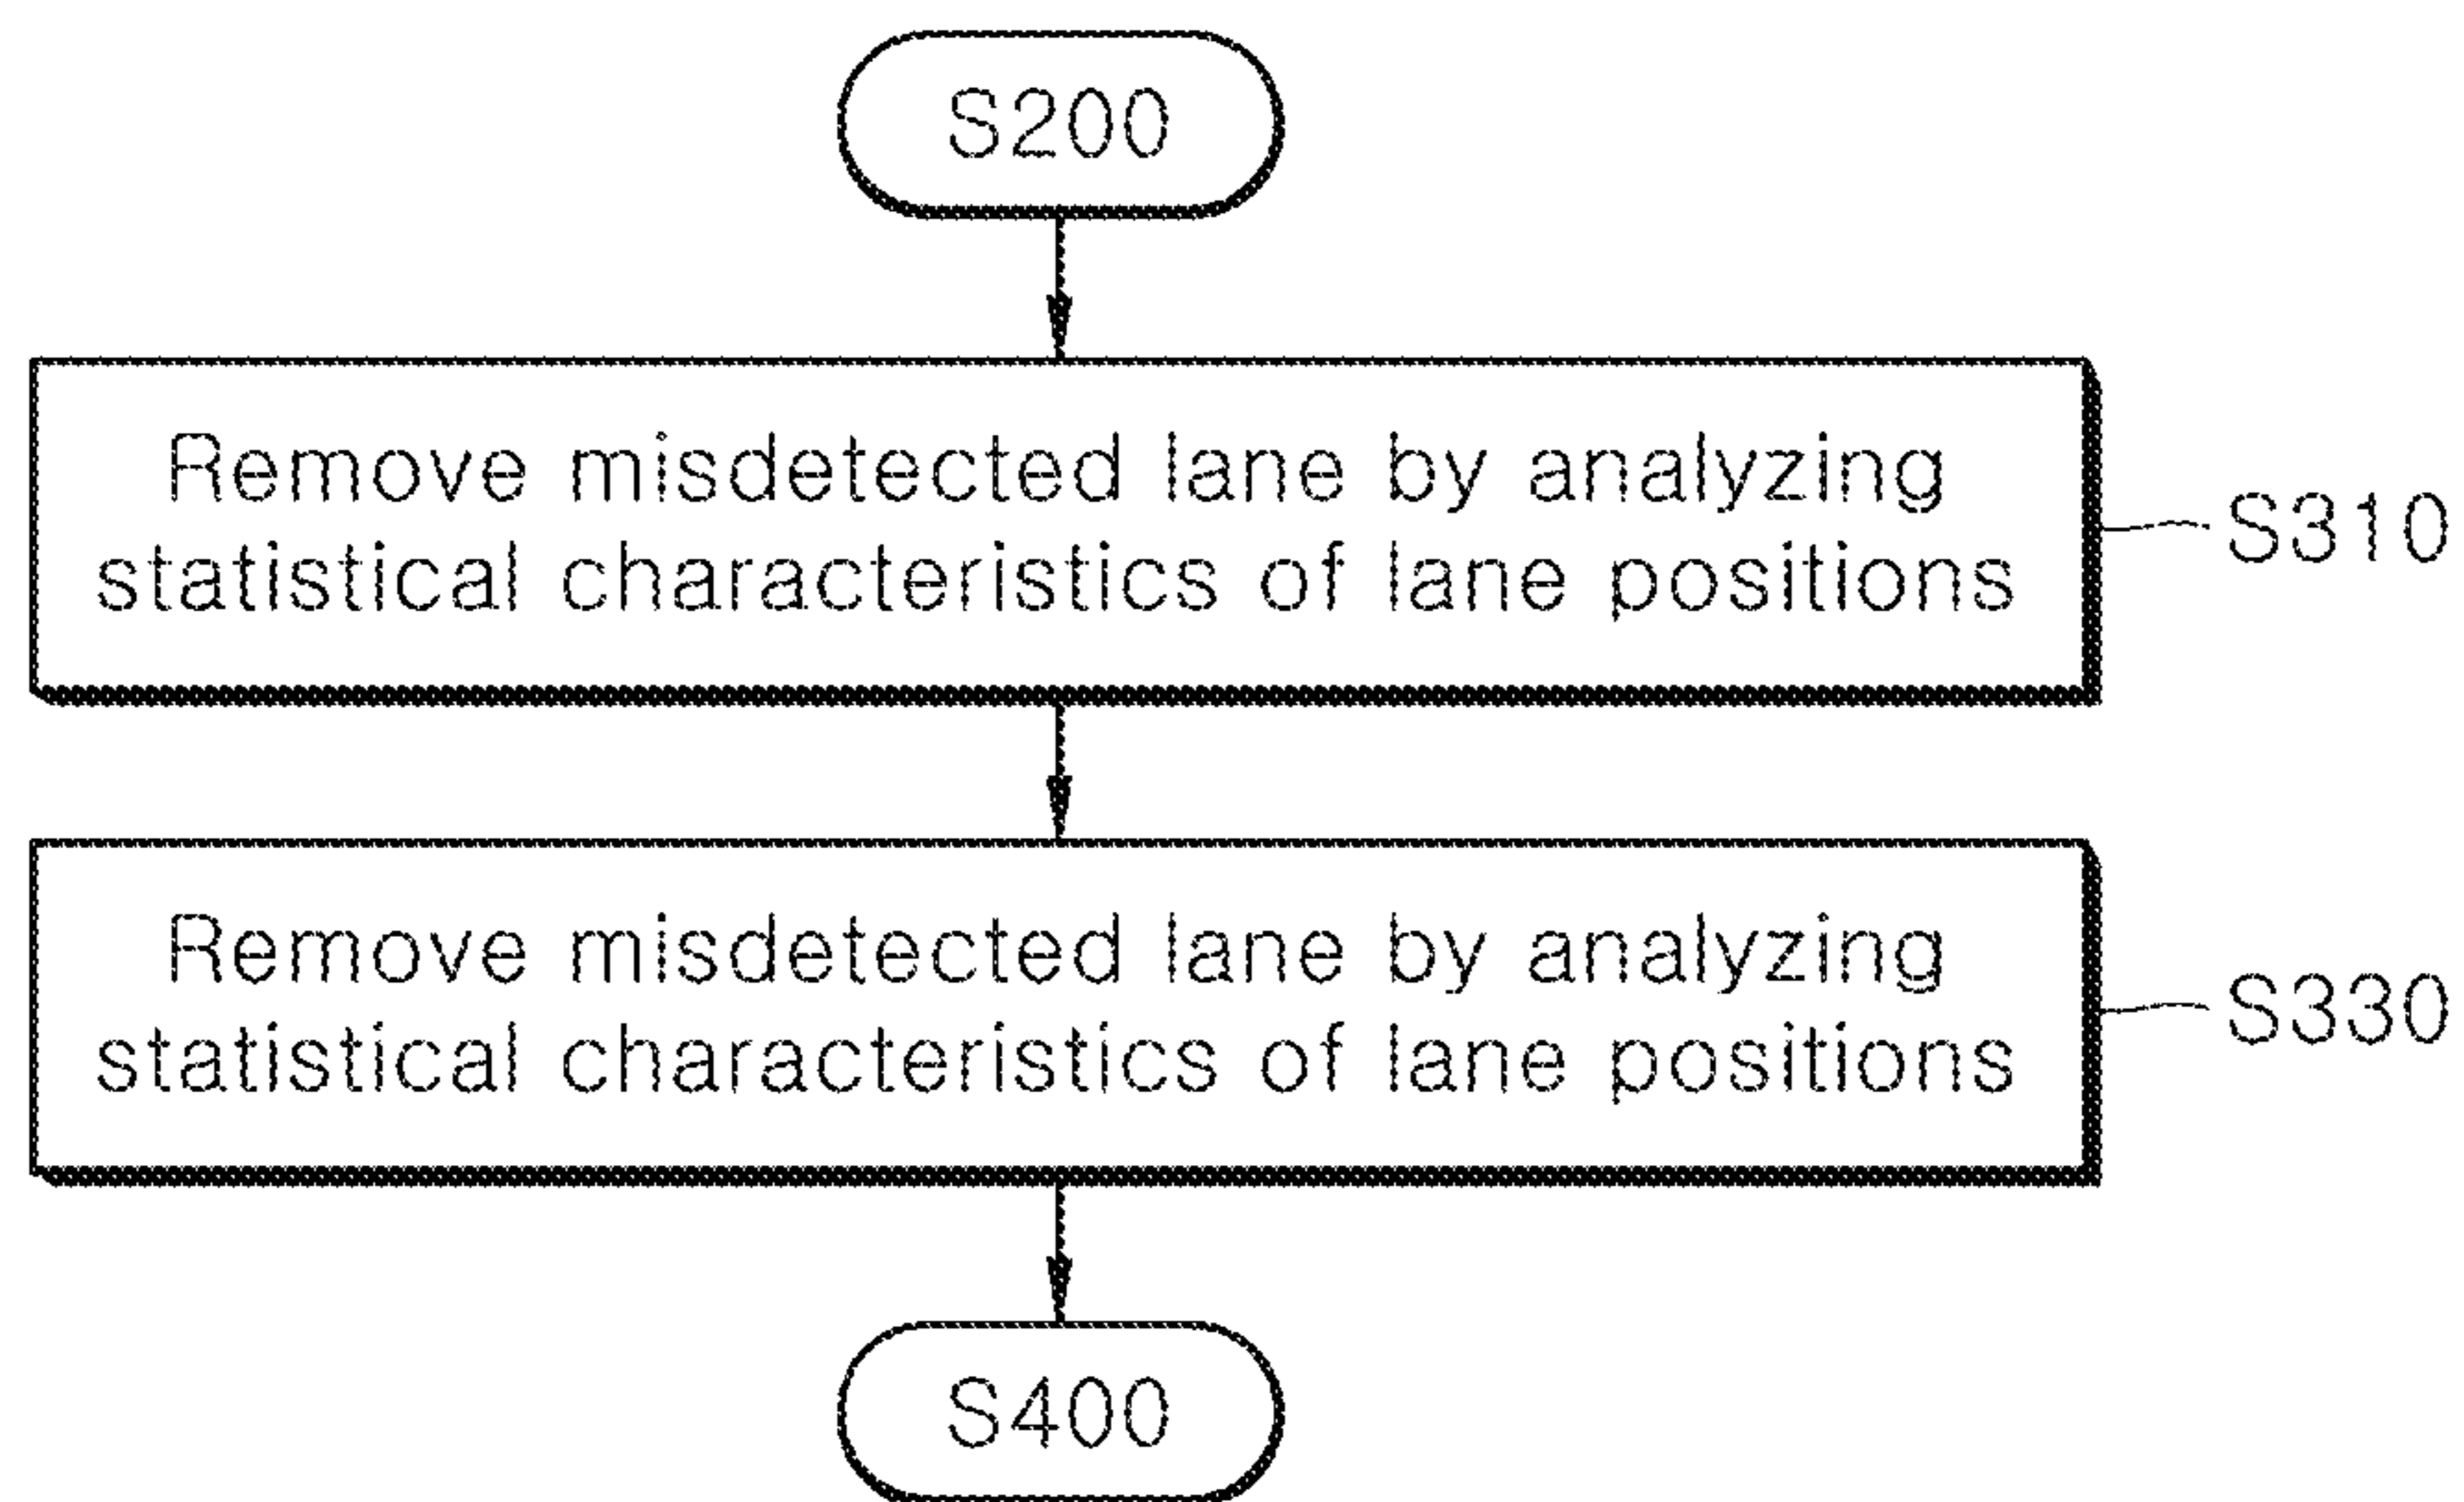 S200
Remove misdetected lane by analyzing
statistical characteristics of lane positions
S310
Remove misdetected lane by analyzing
statistical characteristics of lane positions
S330
S400